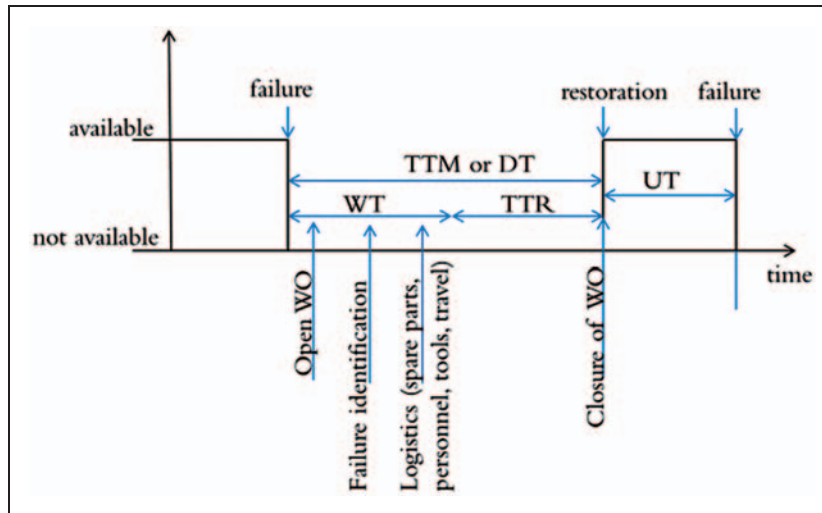 failure
restoration
failure
available
TTM or DT
UT
WT
TTR
not available
time
Open WO
Failure identification
Logistics (spare parts,
personnel, tools, travel)
Closure of WO